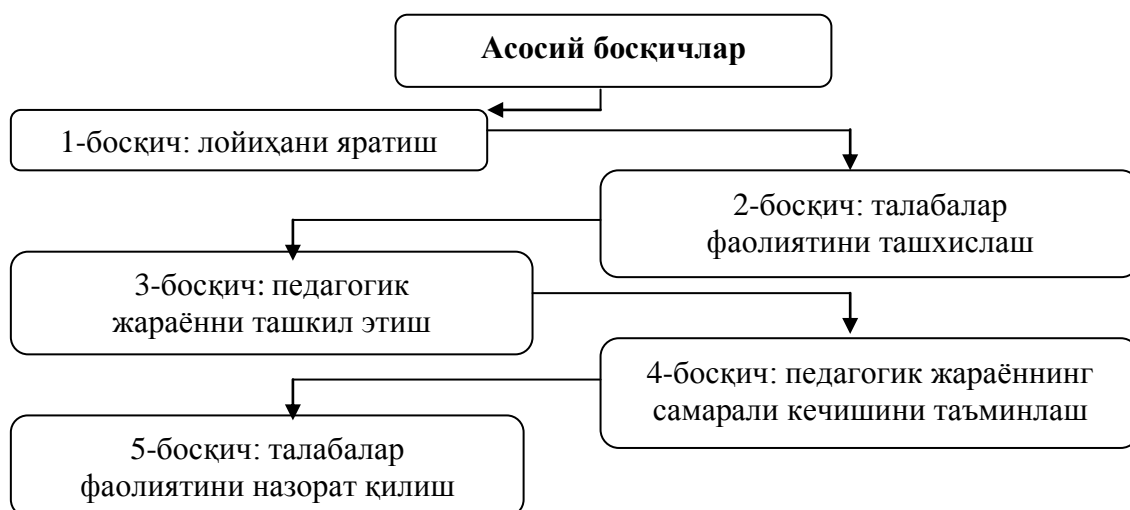 Асосий босқичлар
1-босқич: лойиҳани яратиш
2-босқич: талабалар
фаолиятини ташхислаш
3-босқич: педагогик
жараённи ташкил этиш
4-босқич: педагогик жараённинг
самарали кечишини таъминлаш
5-босқич: талабалар
фаолиятини назорат қилиш